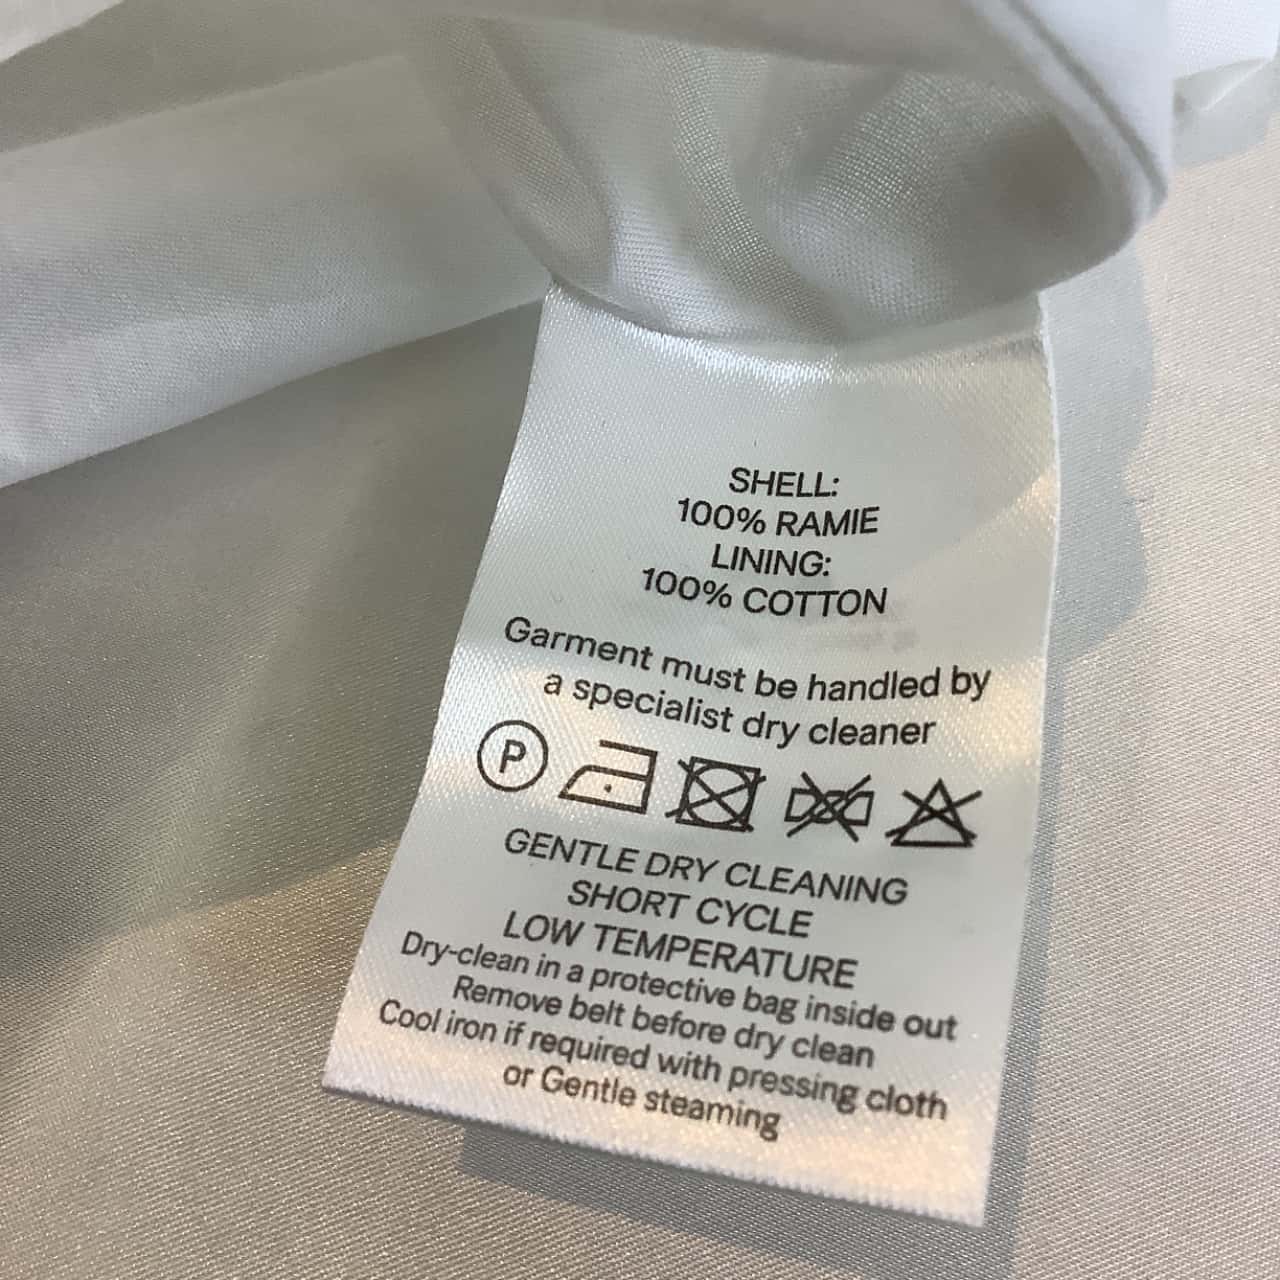 SHELL:
100% RAMIE
LINING:
100% COTTON
Garment must be handled by
a specialist dry cleaner
P
GENTLE DRY CLEANING
SHORT CYCLE
LOW TEMPERATURE
Dry-clean in a protective bag inside out
Remove belt before dry clean
Cool iron if required with pressing cloth
or Gentle steaming